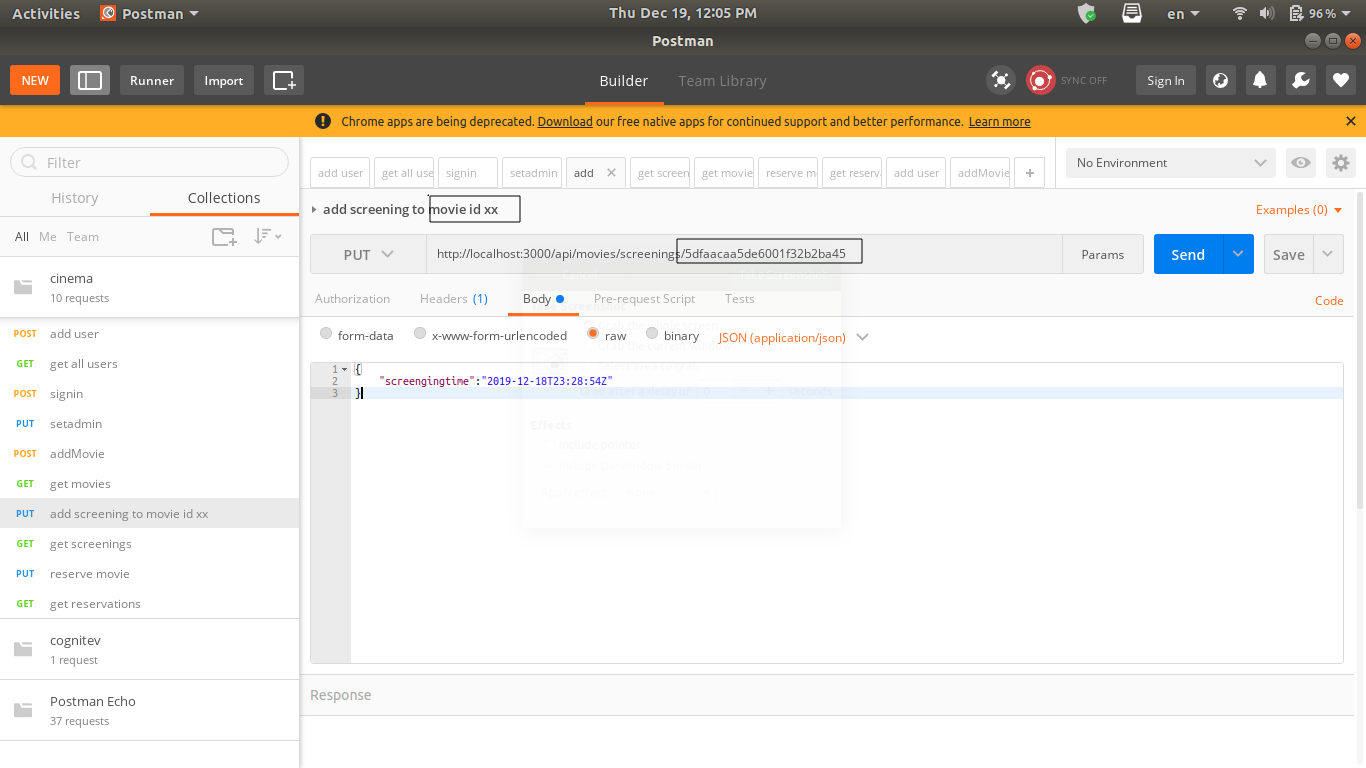 Activities Postman Thu Dec 19, 12:05 PM en 96%
Postman
NEW Runner Import Builder Team Library SYNC OFF Sign In
Chrome apps are being deprecated. Download our free native apps for continued support and better performance. Learn more
Filter
History Collections
All Me Team
cinema
10 requests
POST add user
GET get all users
POST signin
PUT setadmin
POST addMovie
GET get movies
PUT add screening to movie id xx
GET get screenings
PUT reserve movie
GET get reservations
cognitev
1 request
Postman Echo
37 requests
add user get all use signin setadmin add get screen get movie reserve m get reserv add user addMovie + No Environment
add screening to movie id xx Examples (0)
PUT http://localhost:3000/api/movies/screenings/5dfaacaa5de6001f32b2ba45 Params Send Save
Authorization Headers (1) Body Pre-request Script Tests Code
form-data x-www-form-urlencoded raw binary JSON (application/json)
1 {
2 "screengingtime":"2019-12-18T23:28:54Z"
3 }
Effects
Include pointer
Response